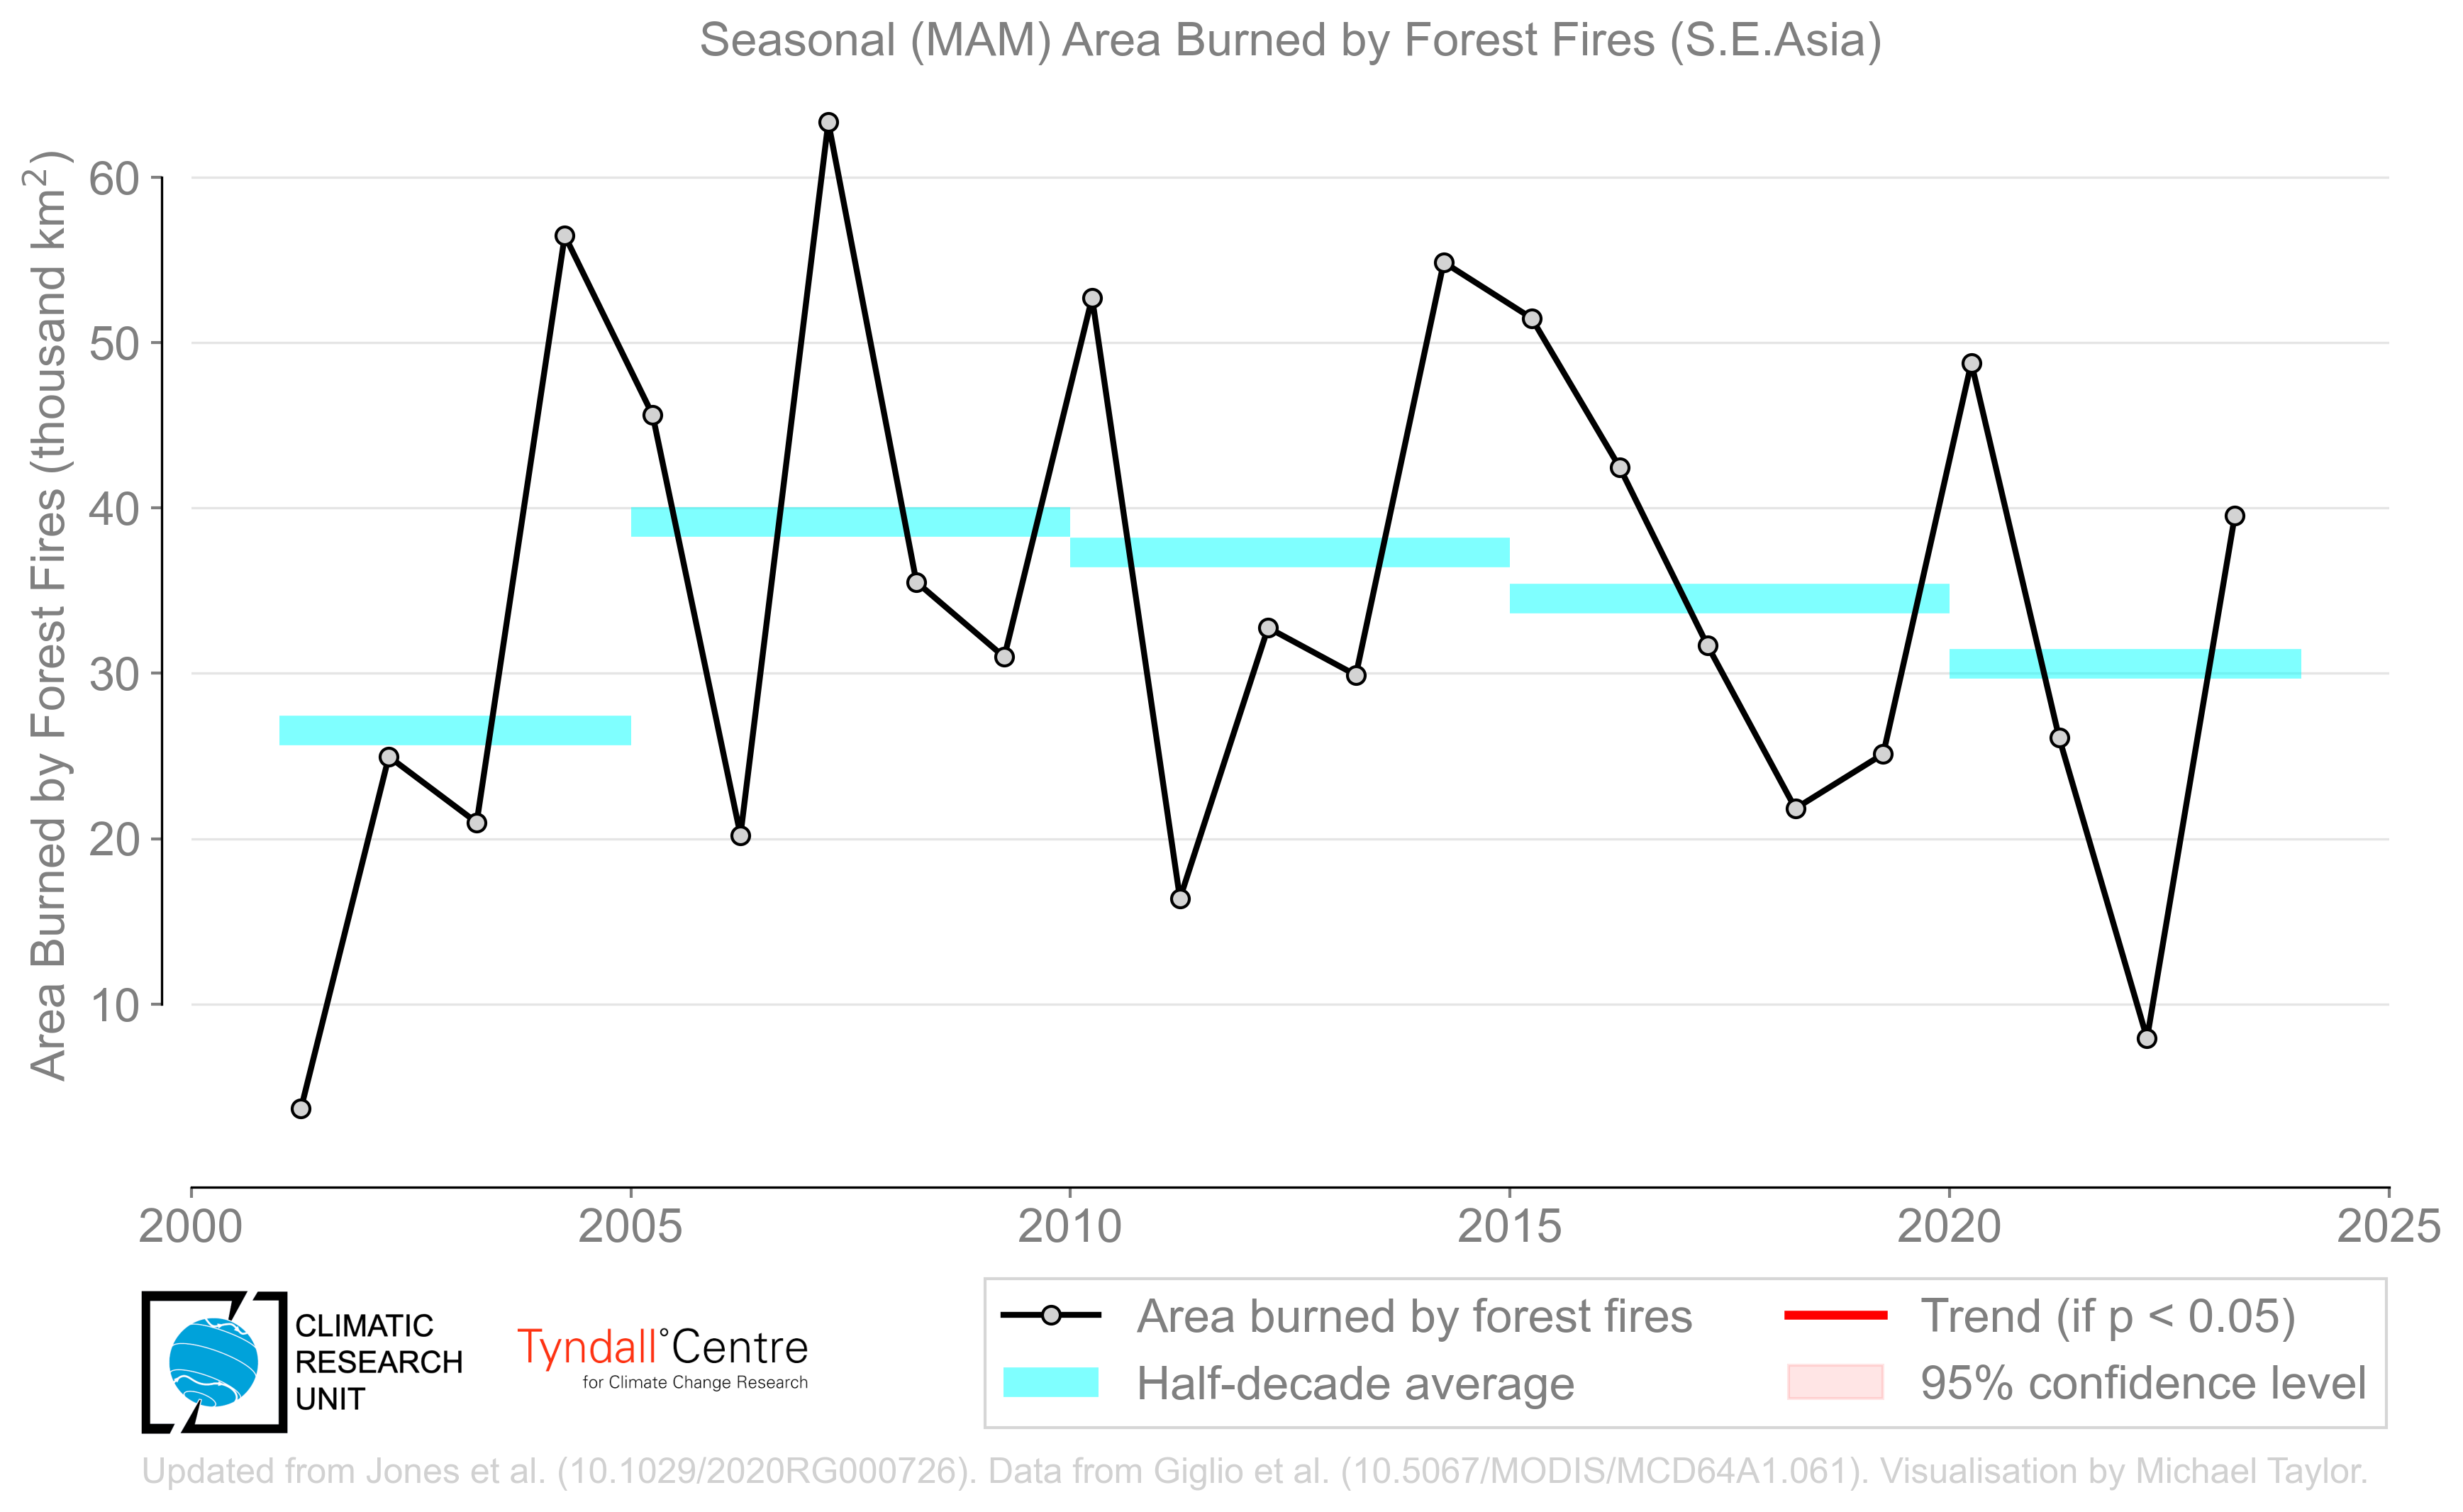 Seasonal (MAM) Area Burned by Forest Fires (S.E.Asia)
Area Burned by Forest Fires (thousand km²)
60
50
40
30
20
10
2000 2005 2010 2015 2020 2025
CLIMATIC
RESEARCH
UNIT
Tyndall°Centre
for Climate Change Research
Area burned by forest fires
Half-decade average
Trend (if p < 0.05)
95% confidence level
Updated from Jones et al. (10.1029/2020RG000726). Data from Giglio et al. (10.5067/MODIS/MCD64A1.061). Visualisation by Michael Taylor.